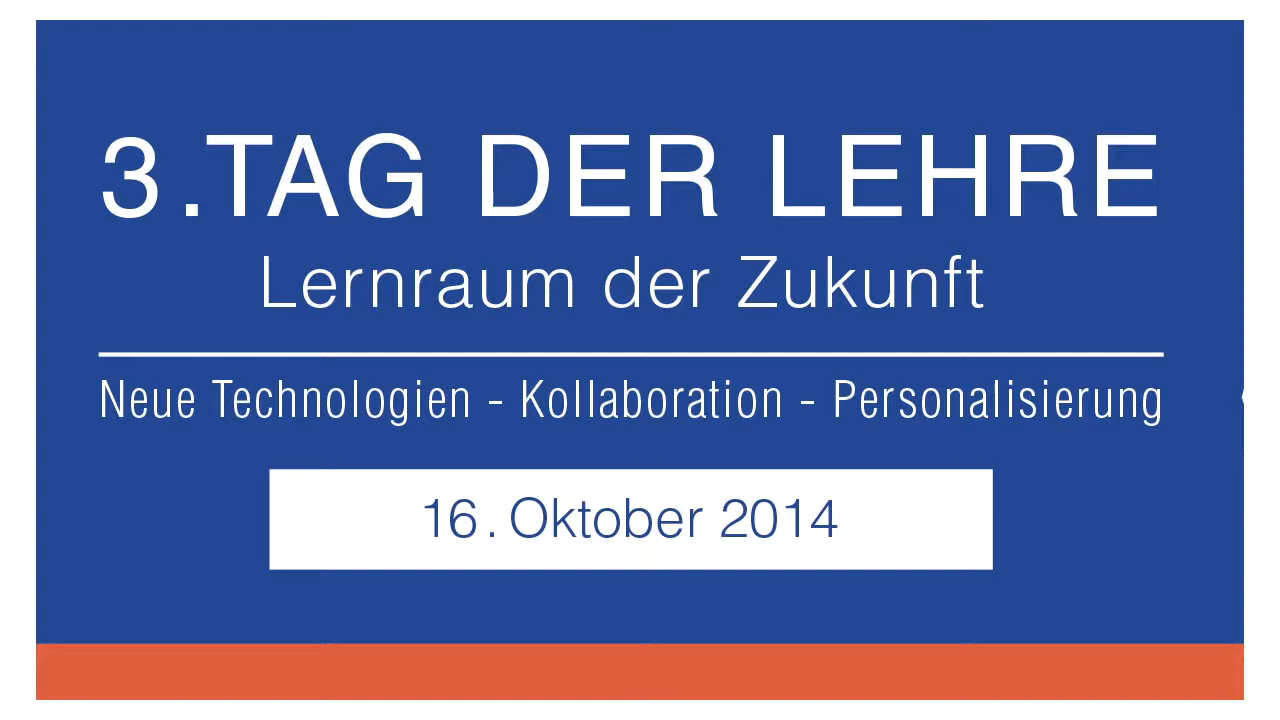 3.TAG DER LEHRE
Lernraum der Zukunft
Neue Technologien - Kollaboration - Personalisierung
16. Oktober 2014